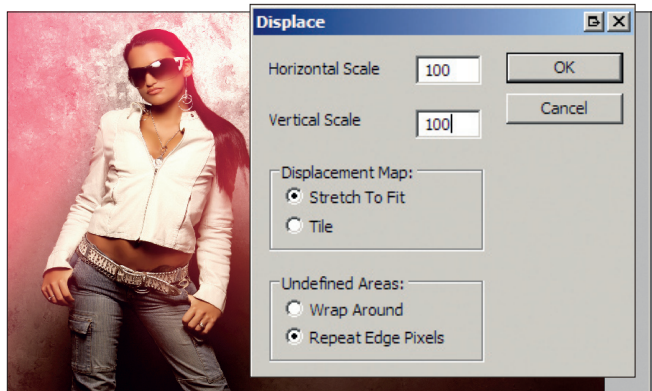 Displace
Horizontal Scale 100 OK
Vertical Scale 100 Cancel
Displacement Map:
Stretch To Fit
Tile
Undefined Areas:
Wrap Around
Repeat Edge Pixels